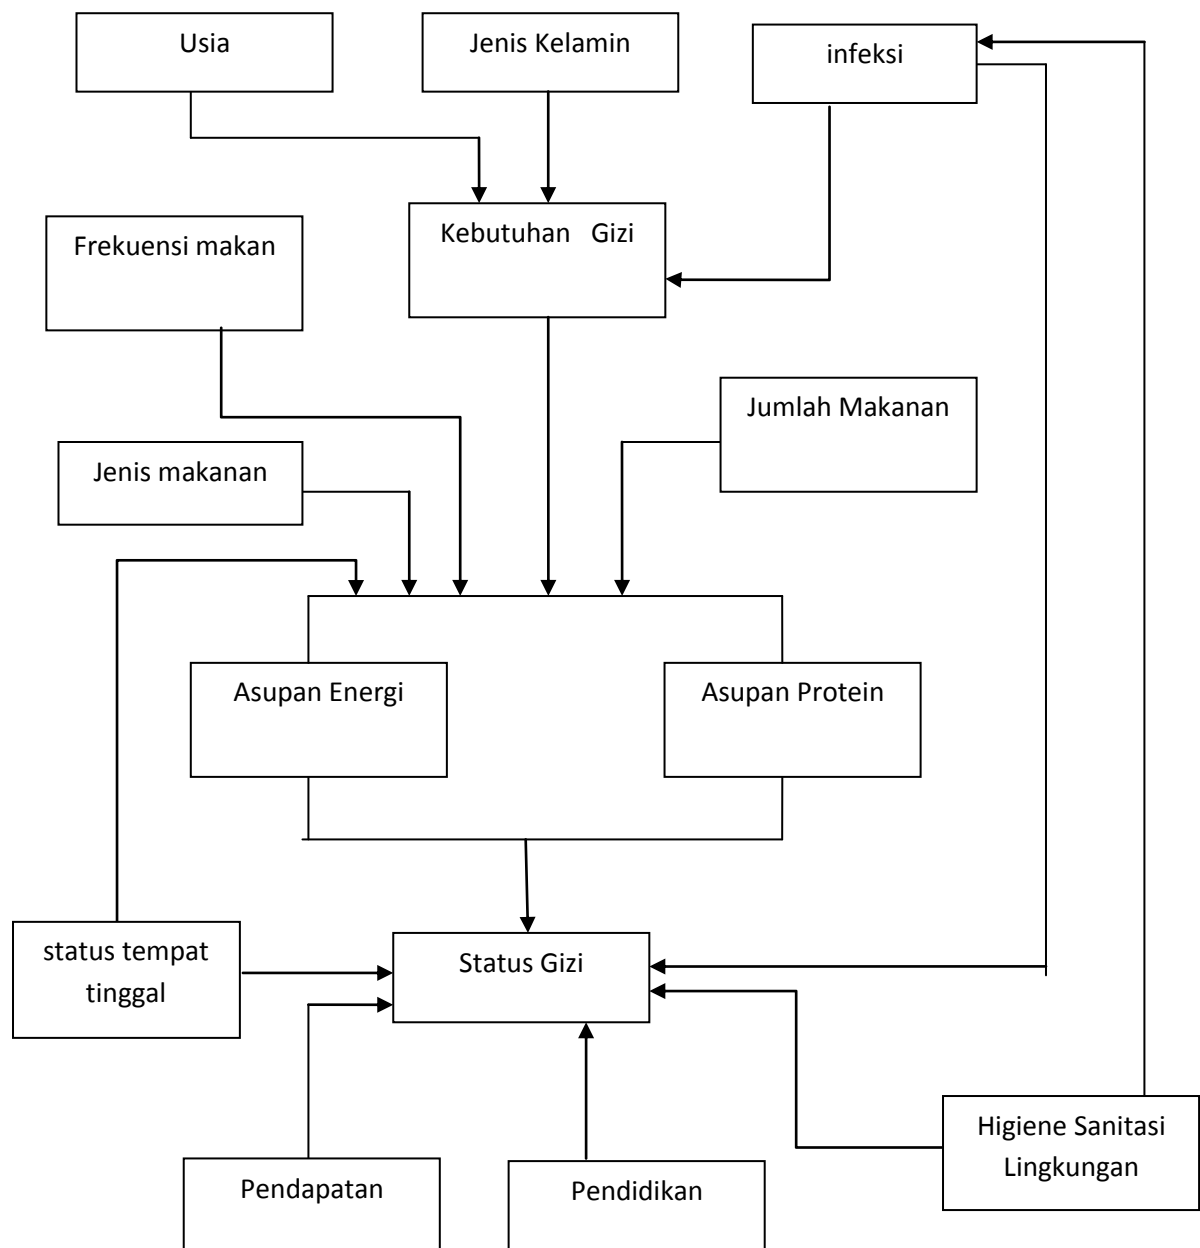 Usia
Jenis Kelamin
infeksi
Frekuensi makan
Kebutuhan Gizi
Jumlah Makanan
Jenis makanan
Asupan Energi
Asupan Protein
status tempat
tinggal
Status Gizi
Higiene Sanitasi
Lingkungan
Pendapatan
Pendidikan